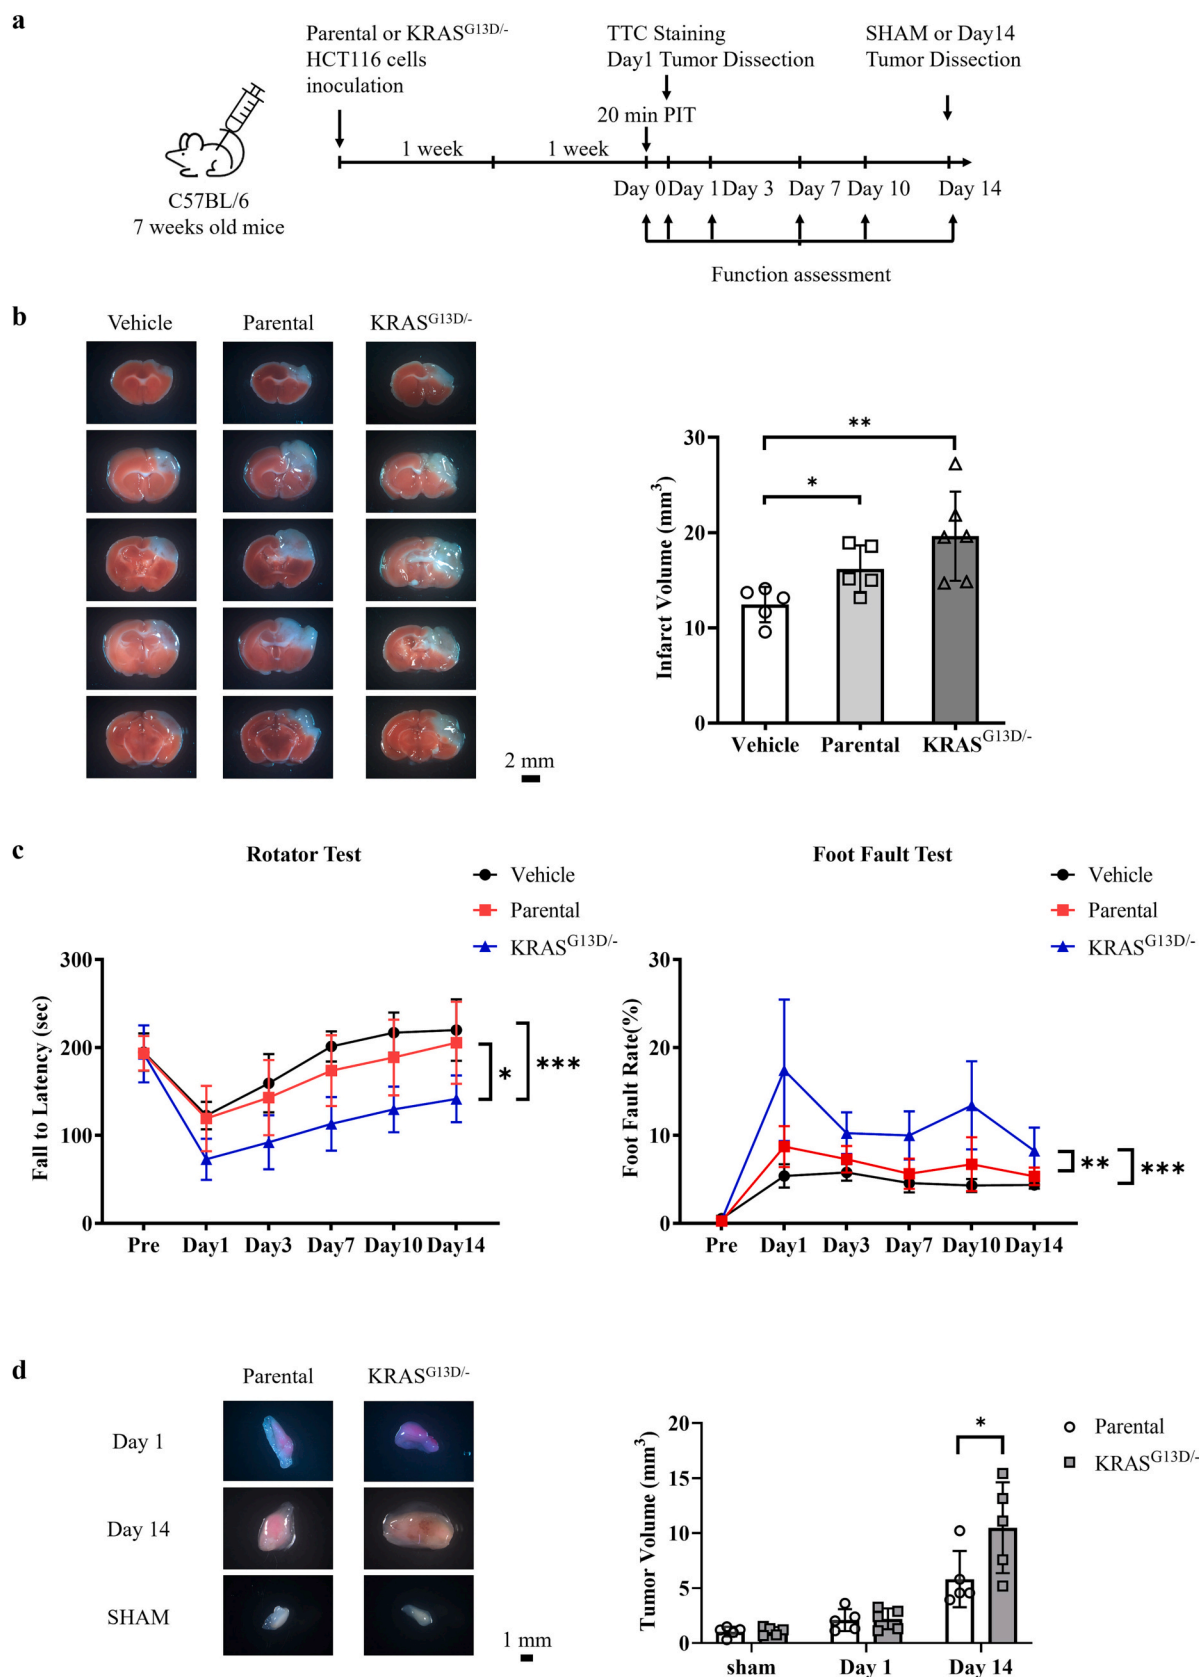 a
Parental or KRAS^G13D/-
HCT116 cells
inoculation
TTC Staining
Day1 Tumor Dissection
SHAM or Day14
Tumor Dissection
20 min PIT
1 week
1 week
Day 0
Day 1
Day 3
Day 7
Day 10
Day 14
C57BL/6
7 weeks old mice
Function assessment
b
Vehicle
Parental
KRAS^G13D/-
2 mm
**
*
30
20
10
0
Infarct Volume (mm³)
Vehicle
Parental
KRAS^G13D/-
c
Rotator Test
Vehicle
Parental
KRAS^G13D/-
300
200
100
0
Fall to Latency (sec)
*
***
Pre
Day1
Day3
Day7
Day10
Day14
Foot Fault Test
Vehicle
Parental
KRAS^G13D/-
30
20
10
0
Foot Fault Rate(%)
**
***
Pre
Day1
Day3
Day7
Day10
Day14
d
Parental
KRAS^G13D/-
Day 1
Day 14
SHAM
1 mm
20
15
10
5
0
Tumor Volume (mm³)
*
Parental
KRAS^G13D/-
sham
Day 1
Day 14